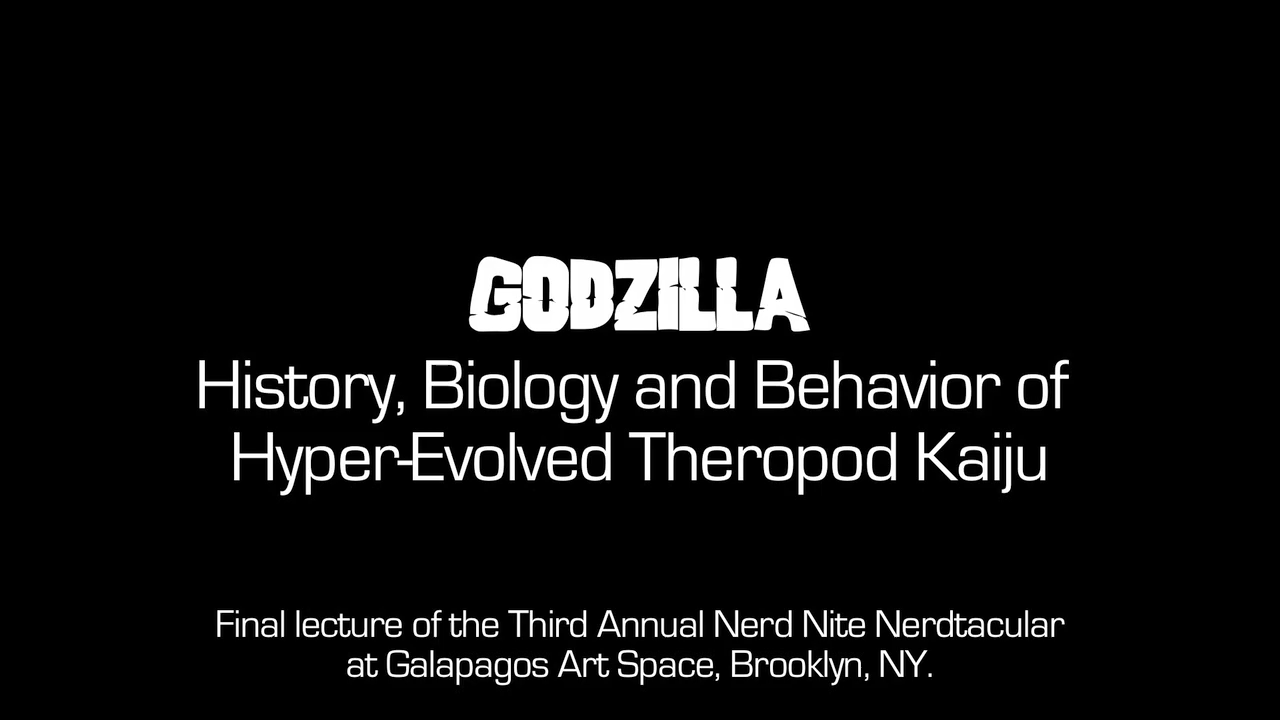 GODZILLA
History, Biology and Behavior of
Hyper-Evolved Theropod Kaiju
Final lecture of the Third Annual Nerd Nite Nerdtacular
at Galapagos Art Space, Brooklyn, NY.